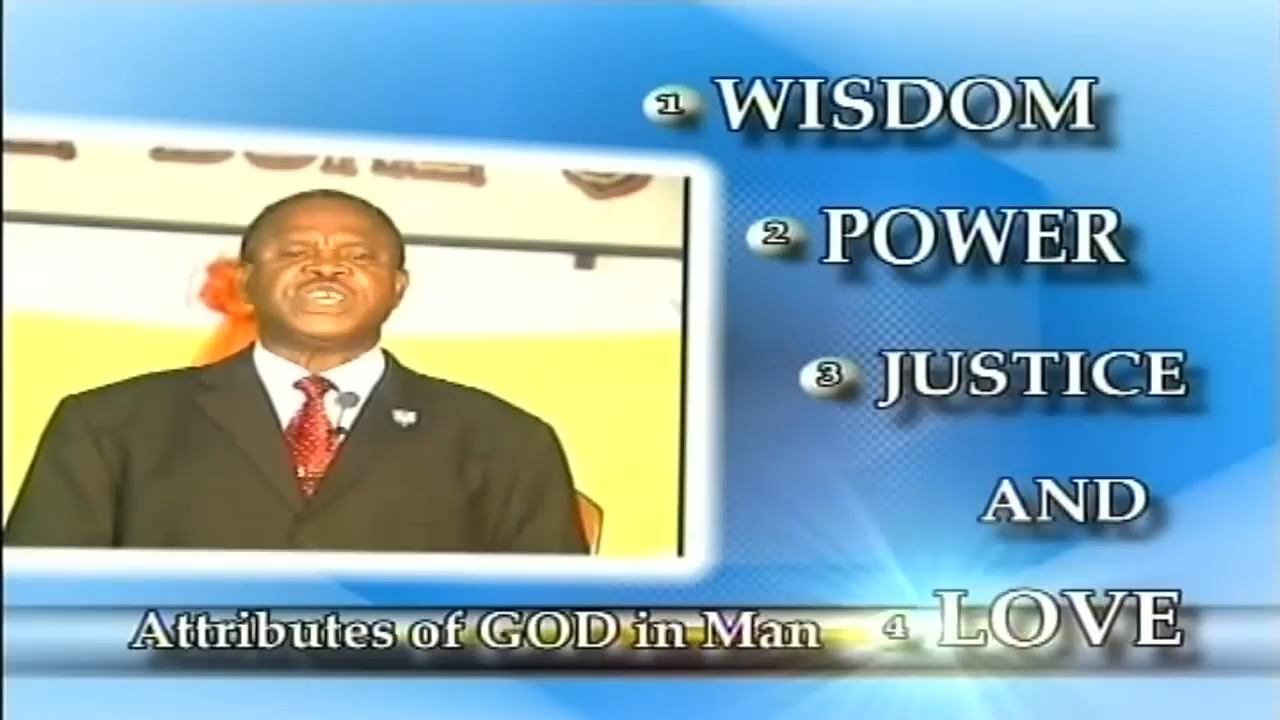 1 WISDOM
2 POWER
3 JUSTICE
AND
4 LOVE
Attributes of GOD in Man